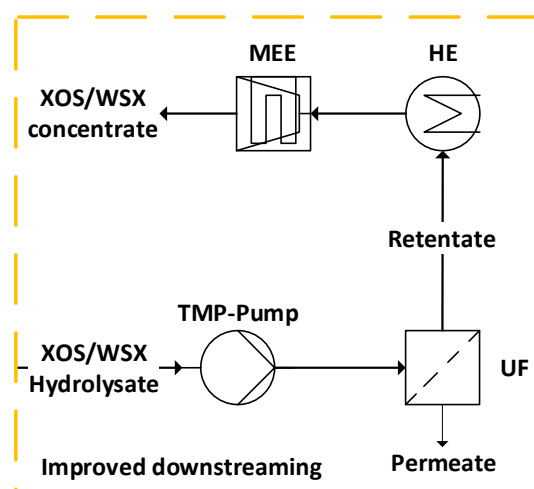 MEE
HE
XOS/WSX
concentrate
Retentate
TMP-Pump
XOS/WSX
Hydrolysate
UF
Improved downstreaming
Permeate